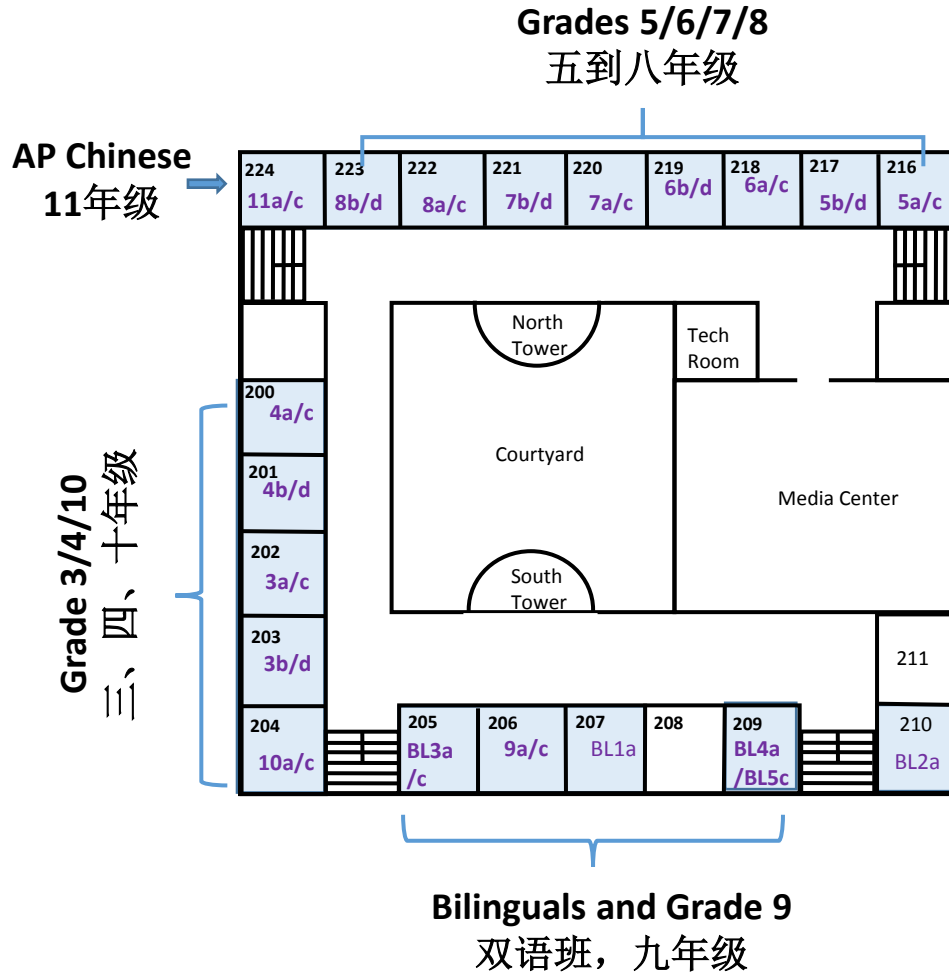 Grades 5/6/7/8
五到八年级
AP Chinese
11年级
224
11a/c
223
8b/d
222
8a/c
221
7b/d
220
7a/c
219
6b/d
218
6a/c
217
5b/d
216
5a/c
North
Tower
Tech
Room
Courtyard
Media Center
South
Tower
Grade 3/4/10
三、四、十年级
200
4a/c
201
4b/d
202
3a/c
203
3b/d
204
10a/c
205
BL3a
/c
206
9a/c
207
BL1a
208
209
BL4a
/BL5c
211
210
BL2a
Bilinguals and Grade 9
双语班，九年级